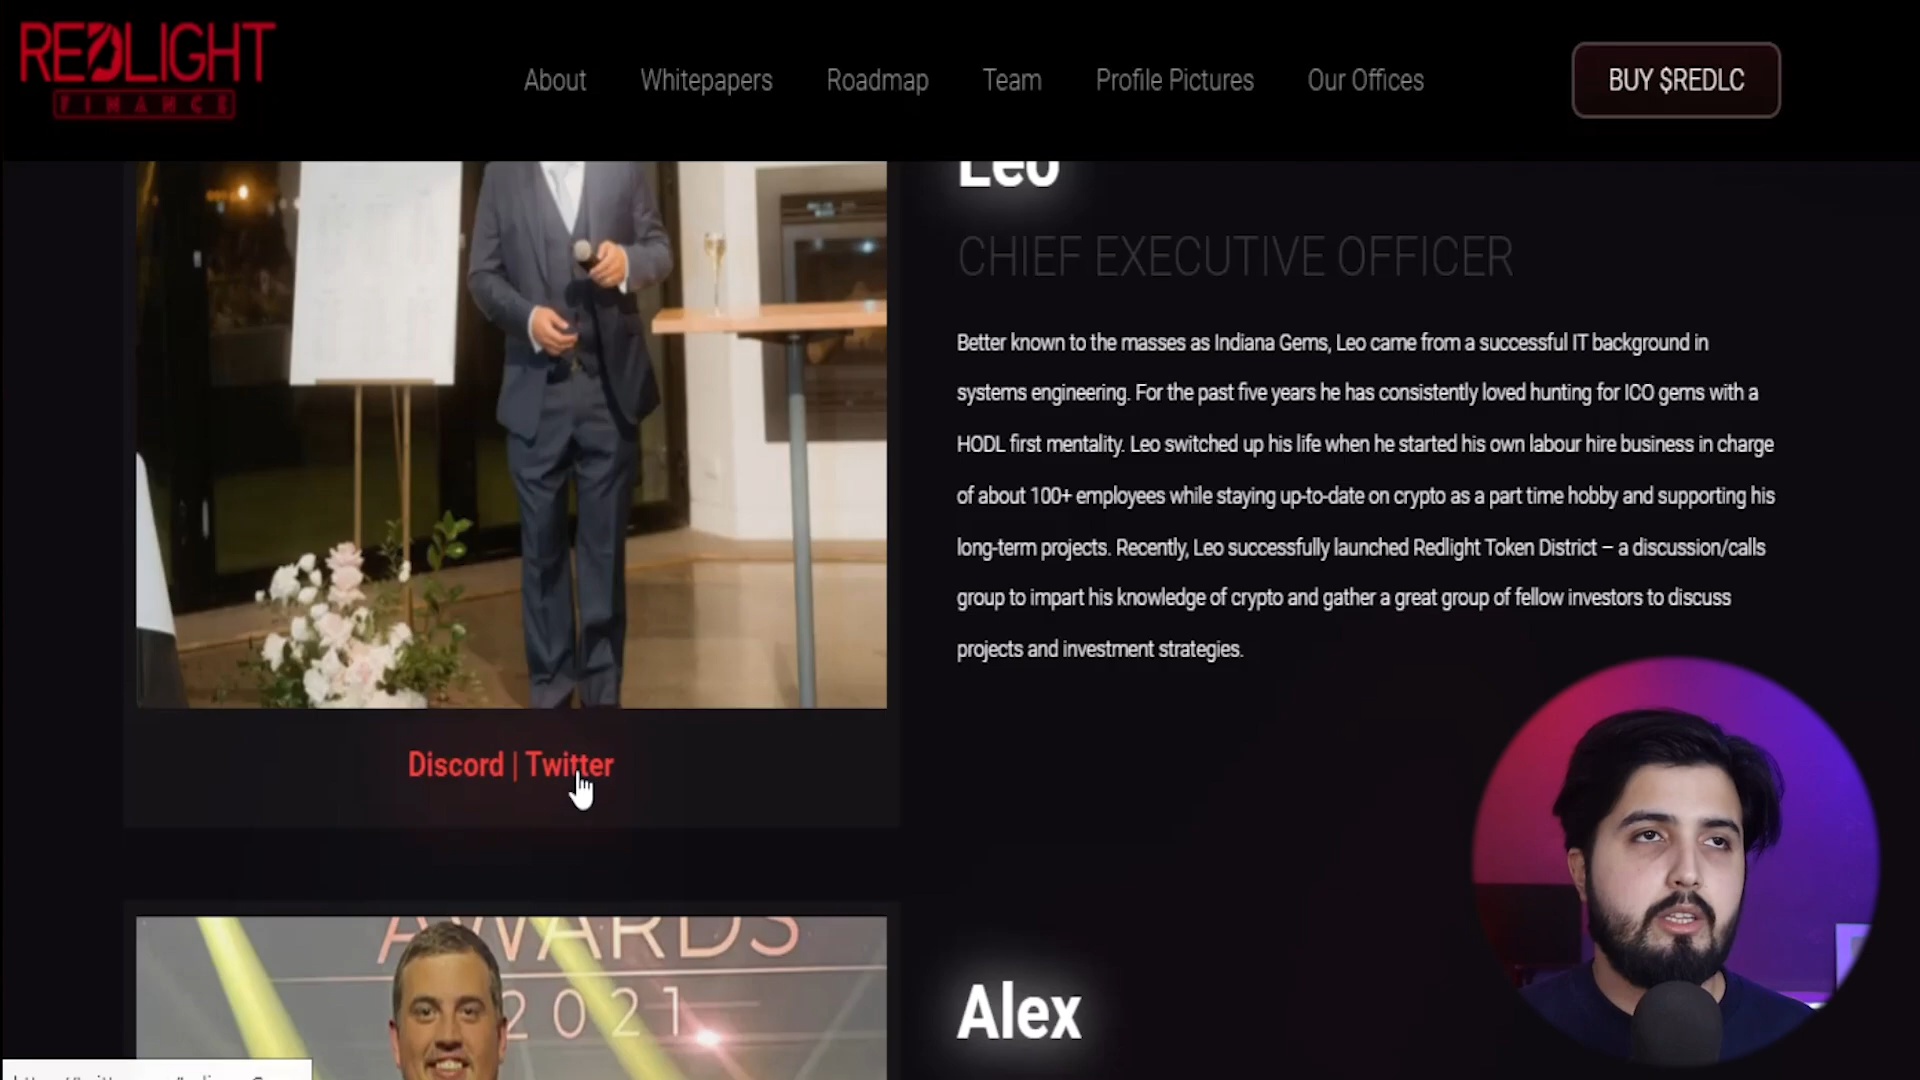 REDLIGHT
FINANCE
About
Whitepapers
Roadmap
Team
Profile Pictures
Our Offices
BUY $REDLC
Leo
CHIEF EXECUTIVE OFFICER
Better known to the masses as Indiana Gems, Leo came from a successful IT background in
systems engineering. For the past five years he has consistently loved hunting for ICO gems with a
HODL first mentality. Leo switched up his life when he started his own labour hire business in charge
of about 100+ employees while staying up-to-date on crypto as a part time hobby and supporting his
long-term projects. Recently, Leo successfully launched Redlight Token District – a discussion/calls
group to impart his knowledge of crypto and gather a great group of fellow investors to discuss
projects and investment strategies.
Discord | Twitter
AWARDS
2021
Alex